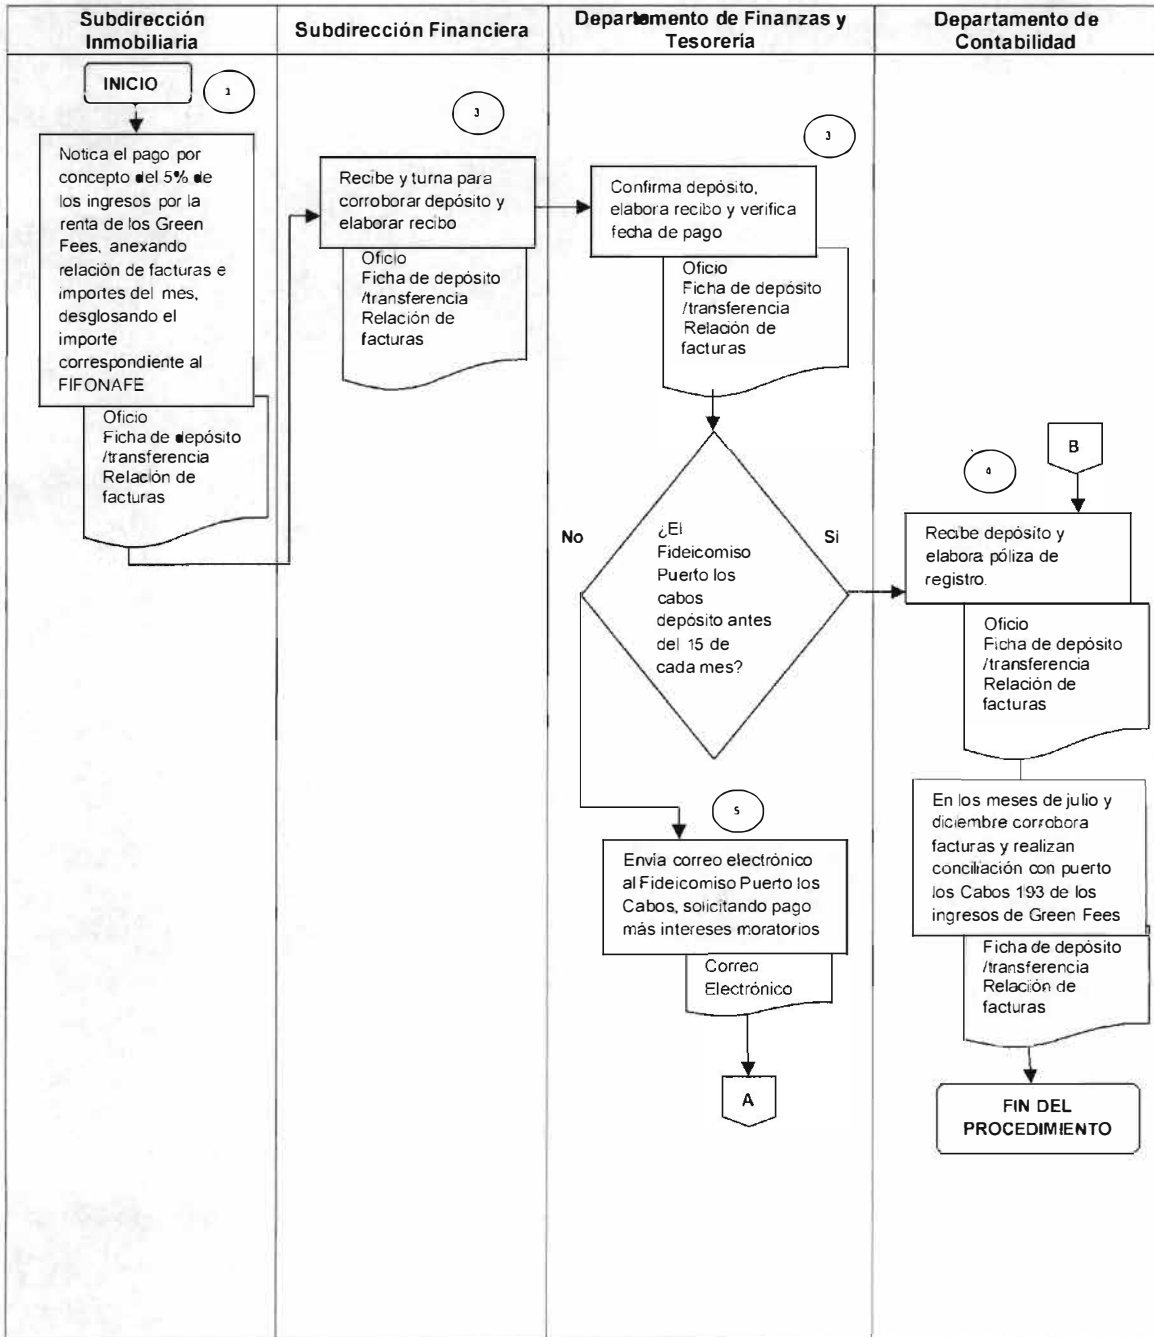 Subdirección
Inmobiliaria
Subdirección Financiera
Departamento de Finanzas y
Tesorería
Departamento de
Contabilidad
INICIO
1
Notica el pago por
concepto del 5% de
los ingresos por la
renta de los Green
Fees, anexando
relación de facturas e
importes del mes,
desglosando el
importe
correspondiente al
FIFONAFE
Oficio
Ficha de depósito
/transferencia
Relación de
facturas
3
Recibe y turna para
corroborar depósito y
elaborar recibo
Oficio
Ficha de depósito
/transferencia
Relación de
facturas
3
Confirma depósito,
elabora recibo y verifica
fecha de pago
Oficio
Ficha de depósito
/transferencia
Relación de
facturas
No
¿El
Fideicomiso
Puerto los
cabos
depósito antes
del 15 de
cada mes?
Si
5
Envía correo electrónico
al Fideicomiso Puerto los
Cabos, solicitando pago
más intereses moratorios
Correo
Electrónico
A
B
4
Recibe depósito y
elabora póliza de
registro.
Oficio
Ficha de depósito
/transferencia
Relación de
facturas
En los meses de julio y
diciembre corrobora
facturas y realizan
conciliación con puerto
los Cabos 193 de los
ingresos de Green Fees
Ficha de depósito
/transferencia
Relación de
facturas
FIN DEL
PROCEDIMIENTO